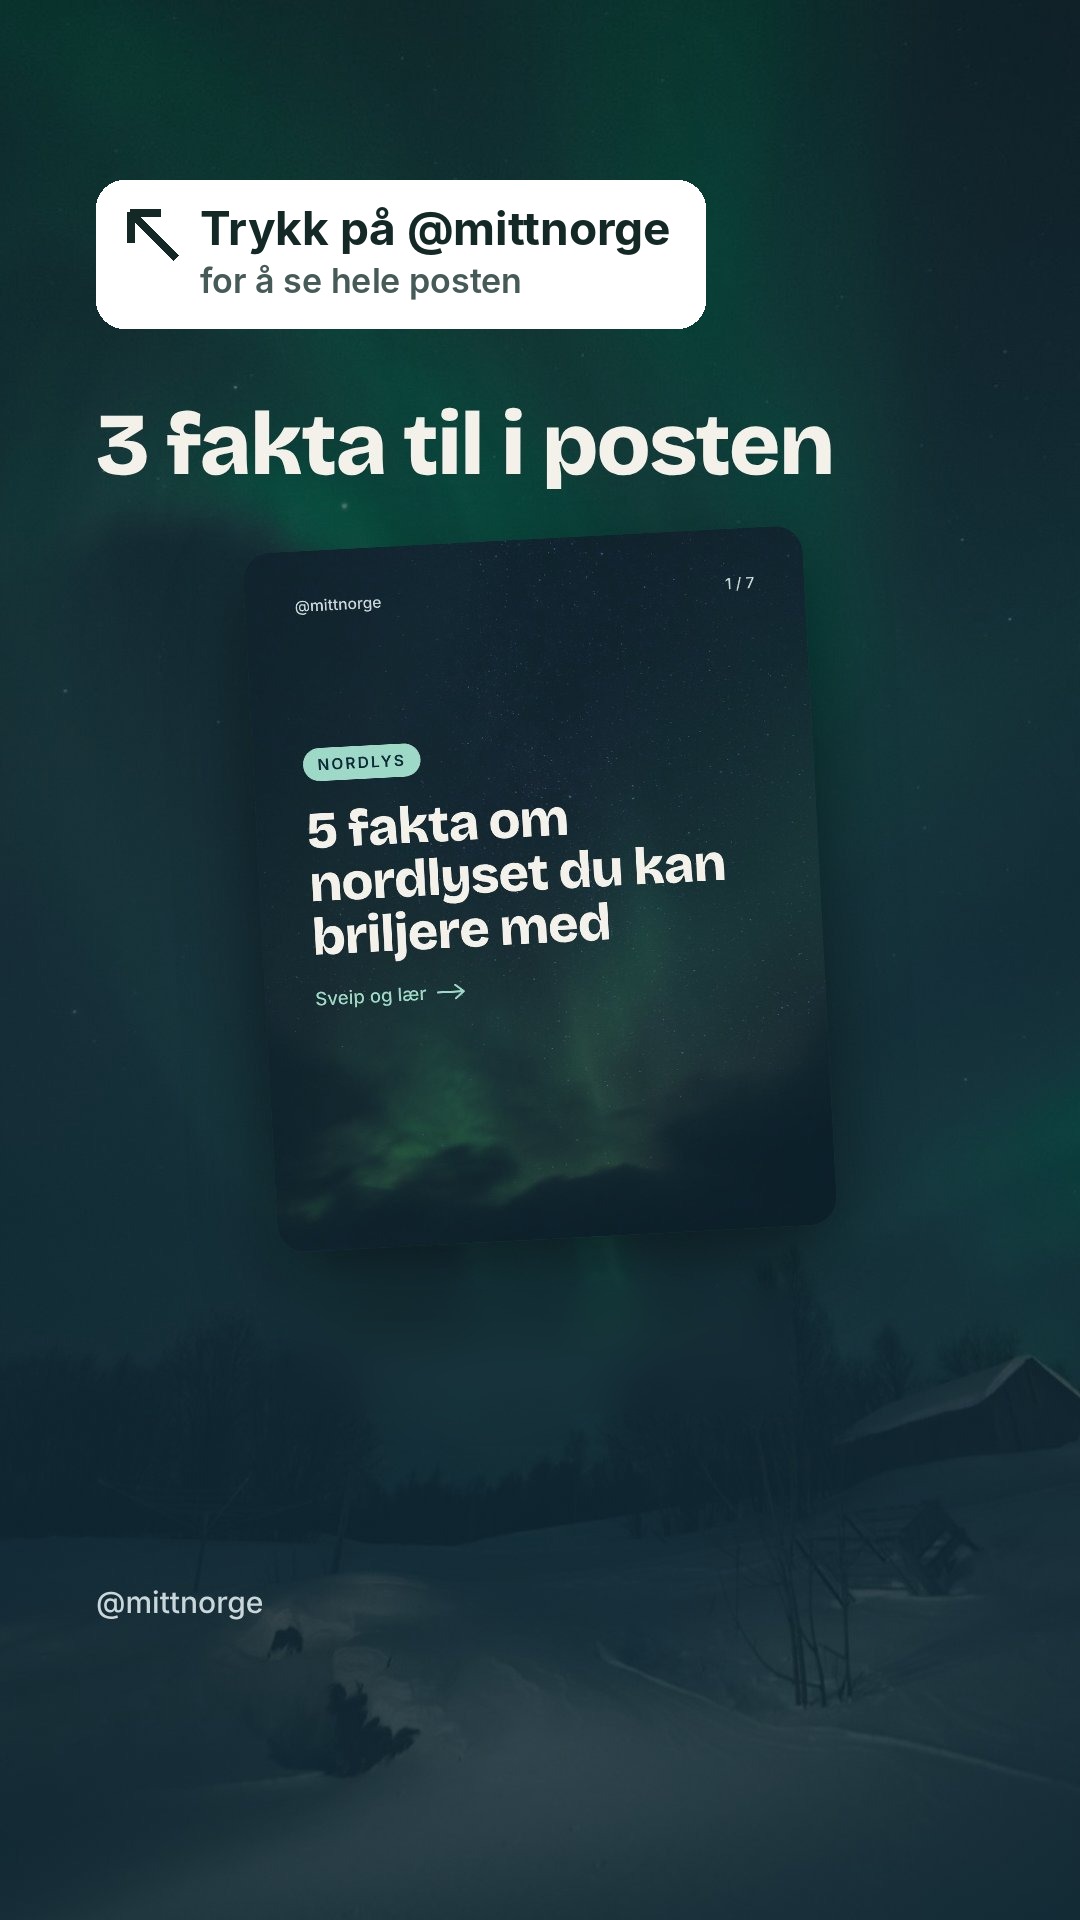 Trykk på @mittnorge
for å se hele posten
3 fakta til i posten
@mittnorge
1 / 7
NORDLYS
5 fakta om
nordlyset du kan
briljere med
Sveip og lær →
@mittnorge